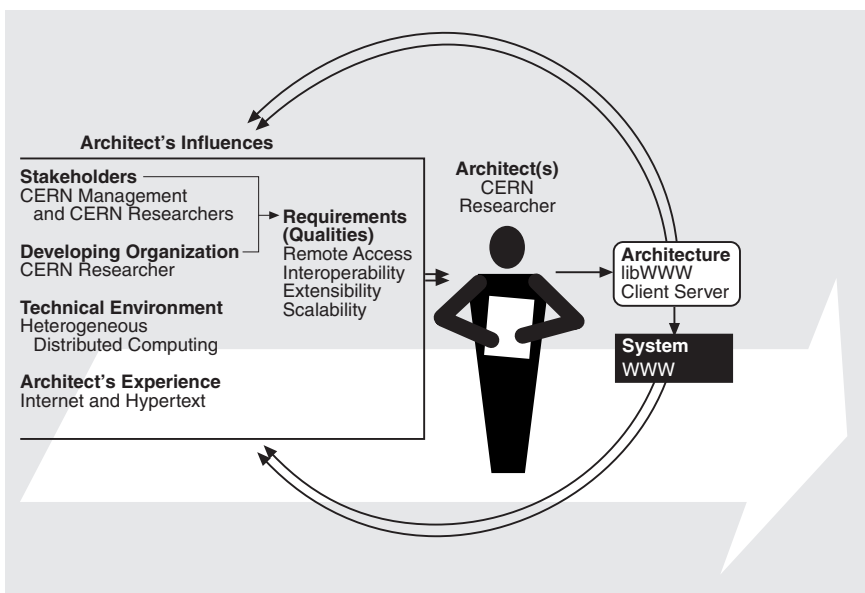 Architect's Influences
Stakeholders
CERN Management
and CERN Researchers
Developing Organization
CERN Researcher
Technical Environment
Heterogeneous
Distributed Computing
Architect's Experience
Internet and Hypertext
Requirements
(Qualities)
Remote Access
Interoperability
Extensibility
Scalability
Architect(s)
CERN
Researcher
Architecture
libWWW
Client Server
System
WWW